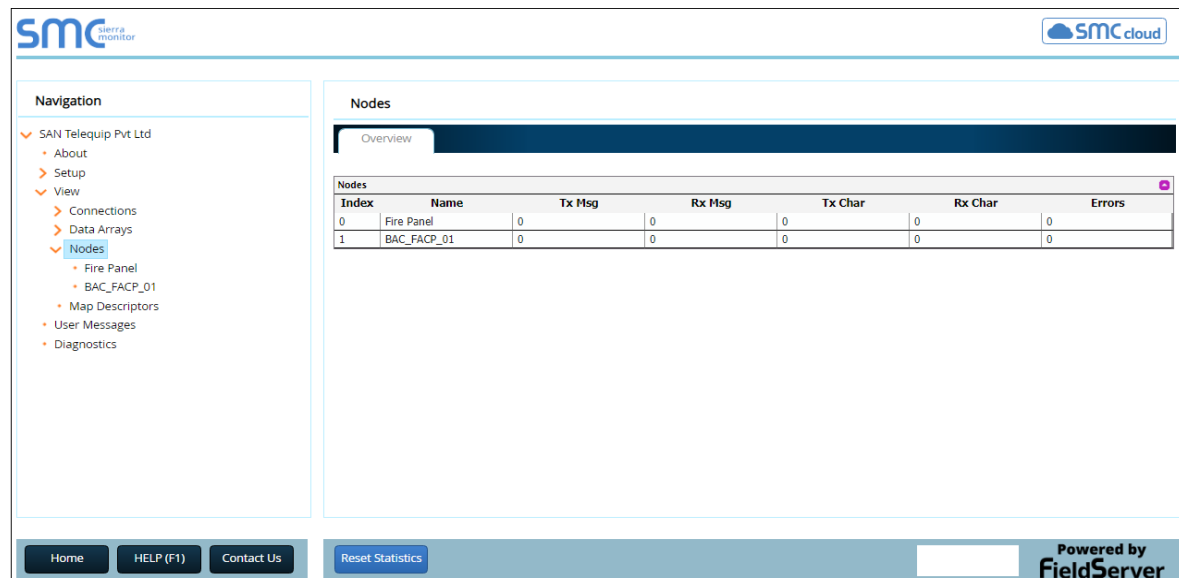 SMC sierra monitor
SMC cloud
Navigation
SAN Telequip Pvt Ltd
About
Setup
View
Connections
Data Arrays
Nodes
Fire Panel
BAC_FACP_01
Map Descriptors
User Messages
Diagnostics
Nodes
Overview
Nodes
Index Name Tx Msg Rx Msg Tx Char Rx Char Errors
0 Fire Panel 0 0 0 0 0
1 BAC_FACP_01 0 0 0 0 0
Home HELP (F1) Contact Us Reset Statistics
Powered by
FieldServer